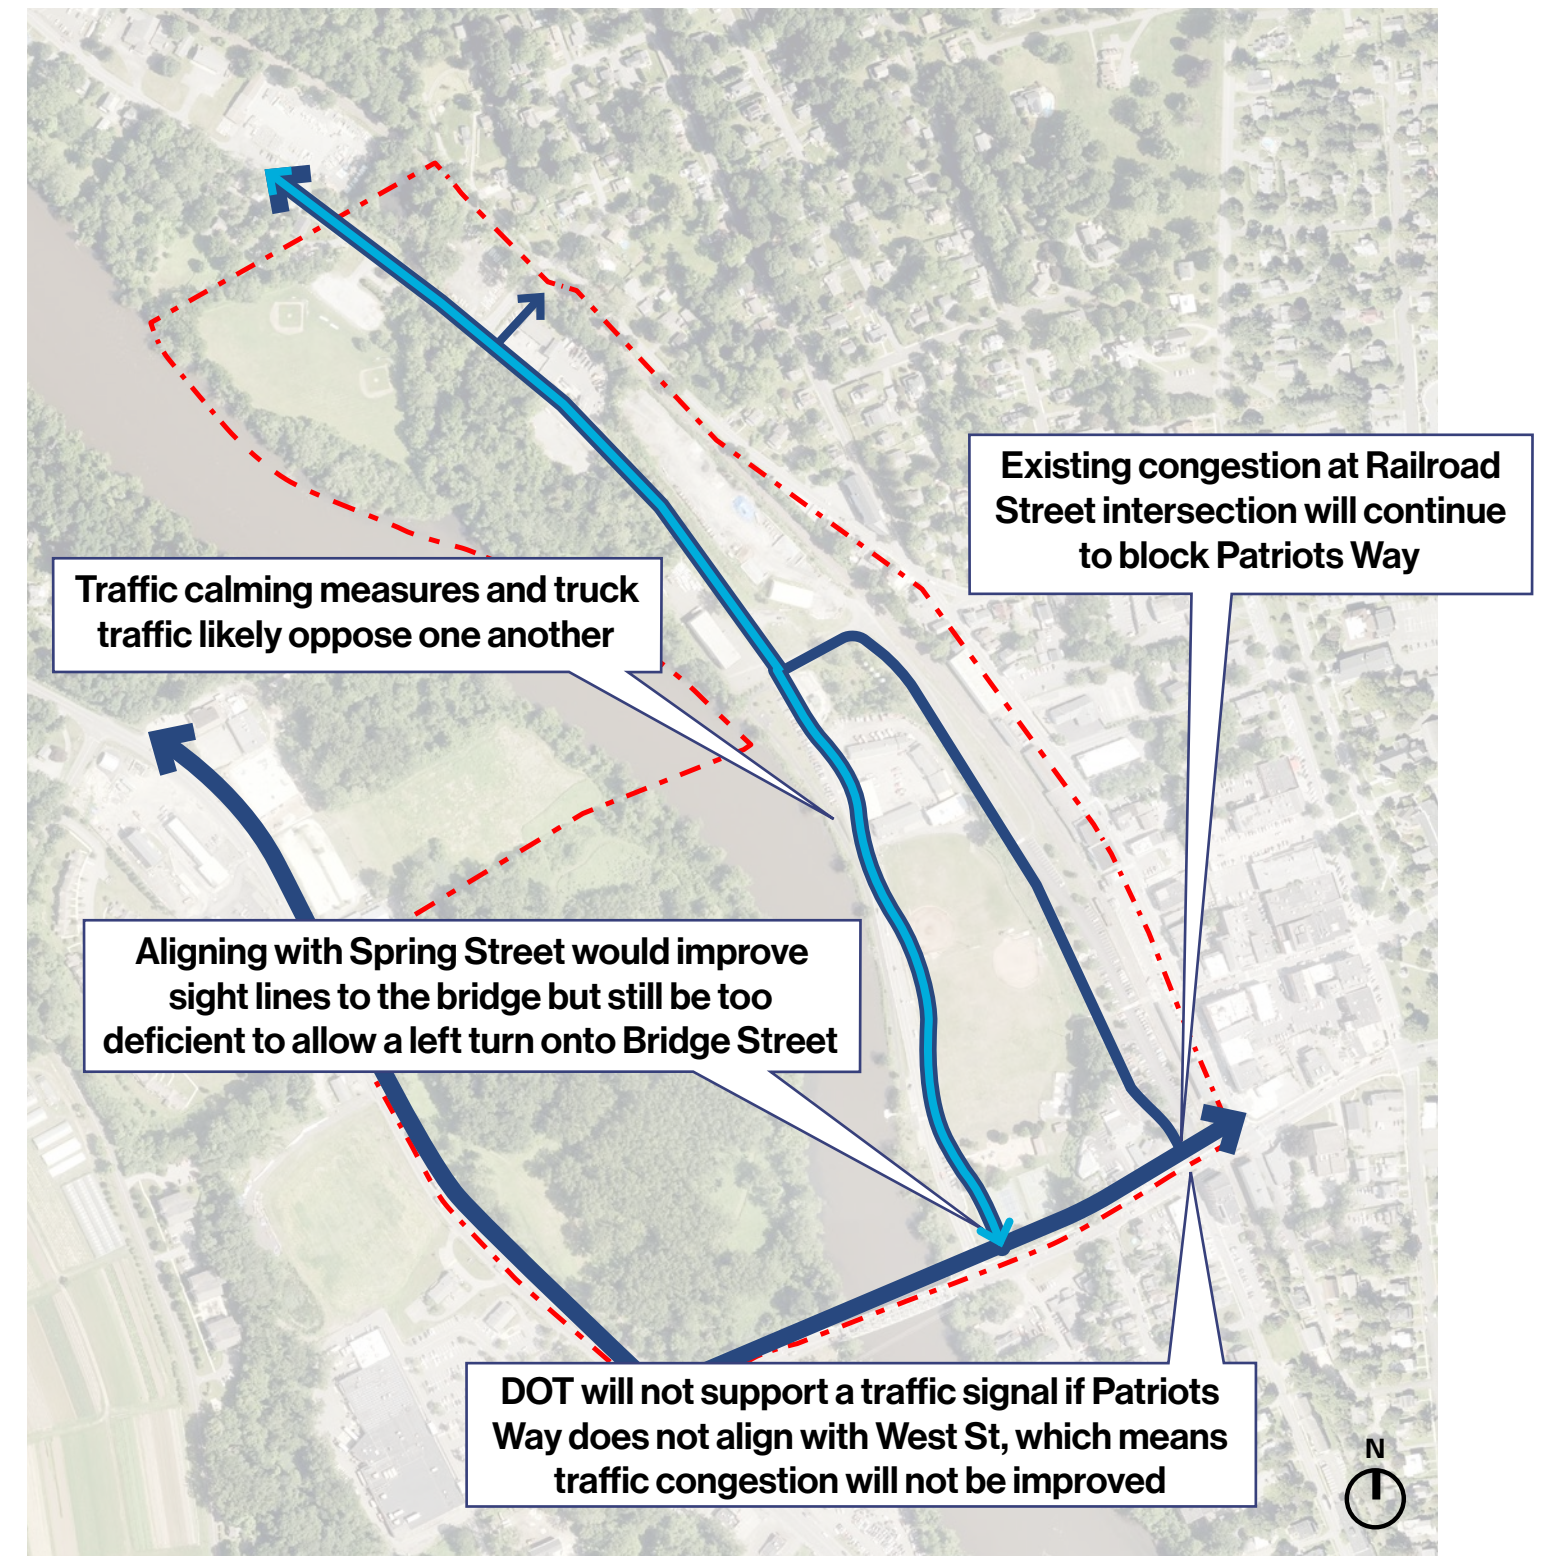 Existing congestion at Railroad
Street intersection will continue
to block Patriots Way
Traffic calming measures and truck
traffic likely oppose one another
Aligning with Spring Street would improve
sight lines to the bridge but still be too
deficient to allow a left turn onto Bridge Street
DOT will not support a traffic signal if Patriots
Way does not align with West St, which means
traffic congestion will not be improved
N